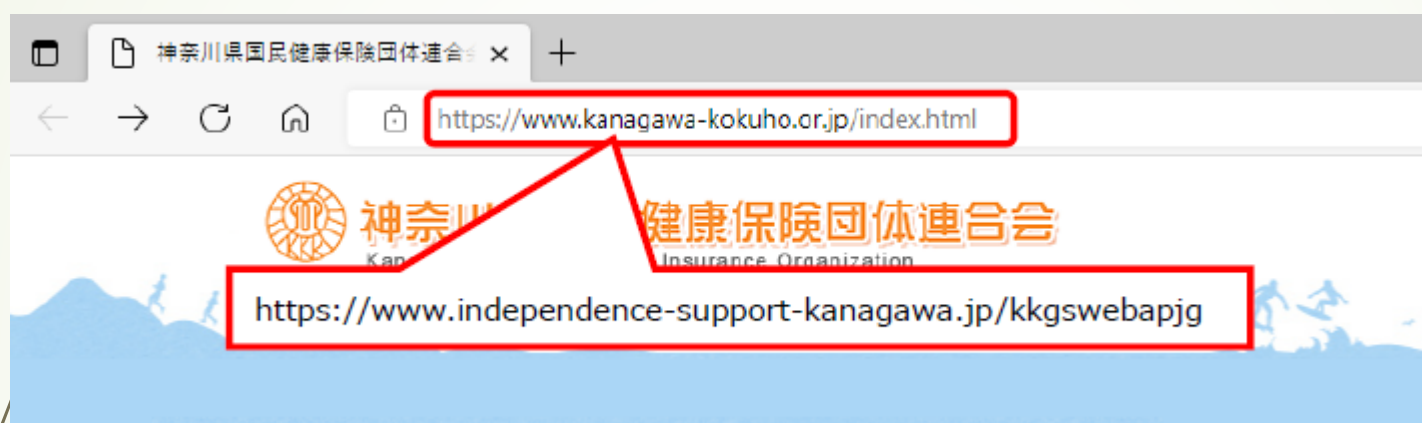 神奈川県国民健康保険団体連合会
https://www.kanagawa-kokuho.or.jp/index.html
神奈川 健康保険団体連合会
Insurance Organization
https://www.independence-support-kanagawa.jp/kkgswebapjg